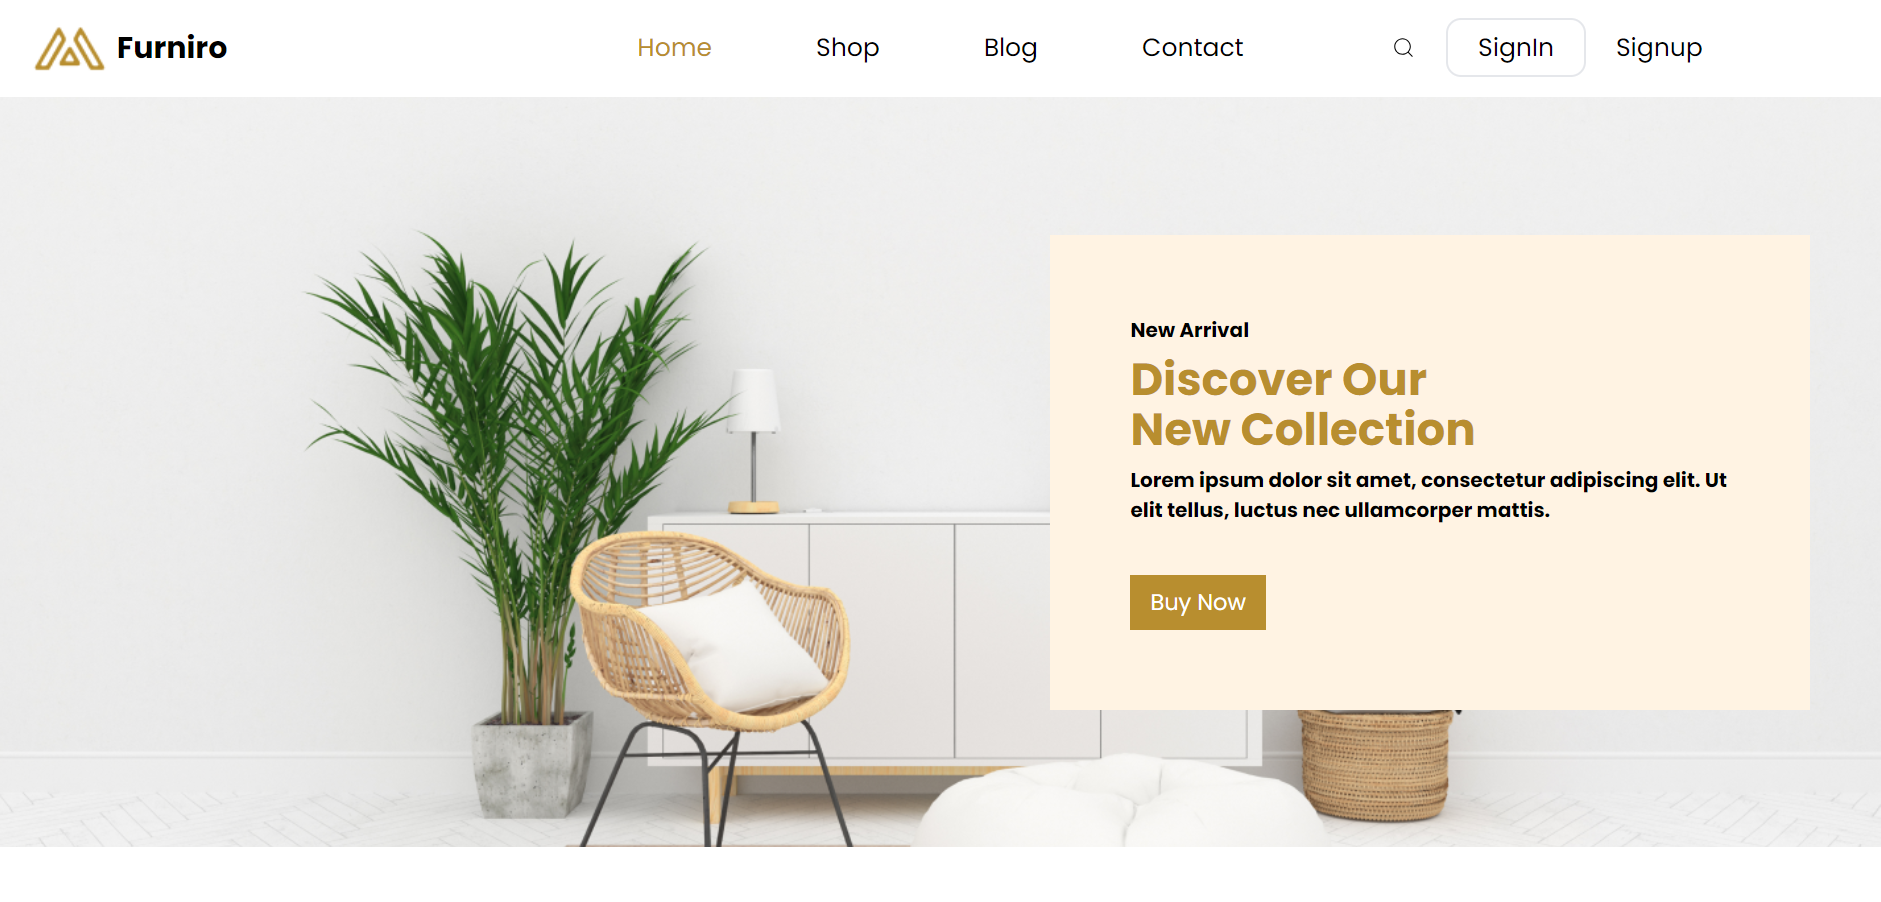 Furniro
Home
Shop
Blog
Contact
SignIn
Signup
New Arrival
Discover Our
New Collection
Lorem ipsum dolor sit amet, consectetur adipiscing elit. Ut
elit tellus, luctus nec ullamcorper mattis.
Buy Now